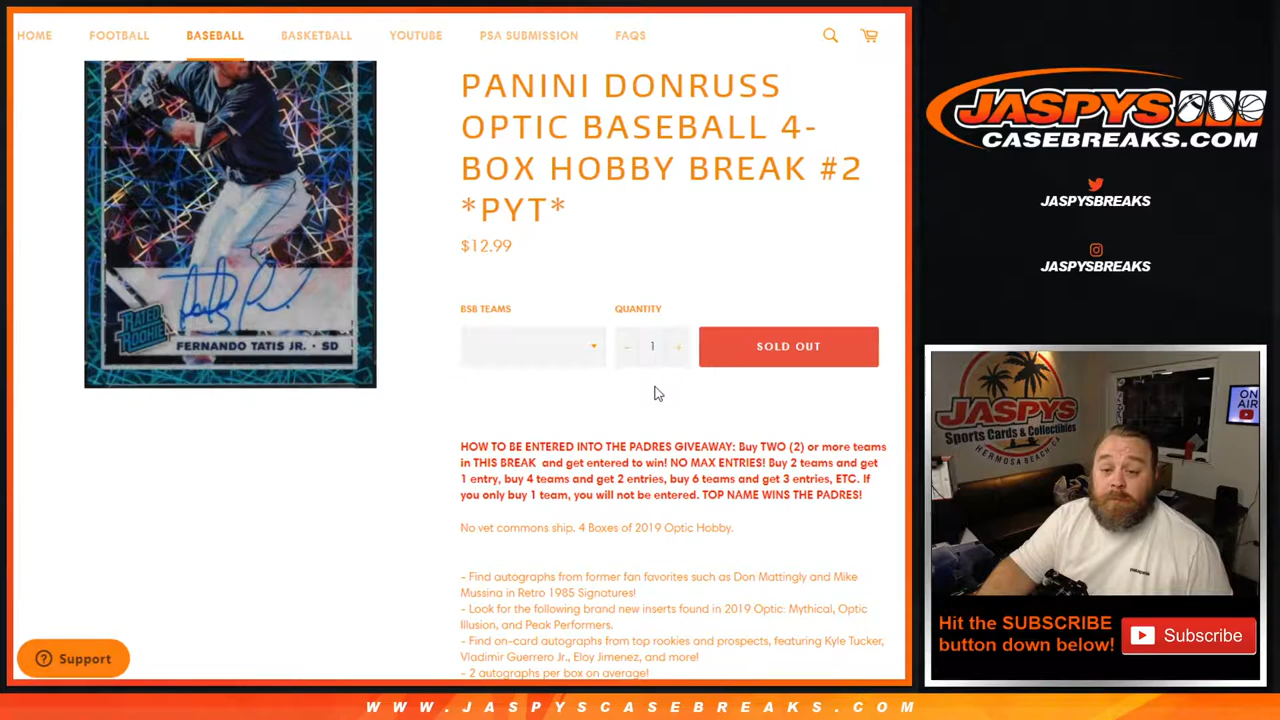 HOME FOOTBALL BASEBALL BASKETBALL YOUTUBE PSA SUBMISSION FAQS
PANINI DONRUSS
OPTIC BASEBALL 4-
BOX HOBBY BREAK #2
*PYT*
$12.99
BSB TEAMS QUANTITY
- 1 + SOLD OUT
RATED
ROOKIE
FERNANDO TATIS JR. • SD
HOW TO BE ENTERED INTO THE PADRES GIVEAWAY: Buy TWO (2) or more teams
in THIS BREAK and get entered to win! NO MAX ENTRIES! Buy 2 teams and get
1 entry, buy 4 teams and get 2 entries, buy 6 teams and get 3 entries, ETC. If
you only buy 1 team, you will not be entered. TOP NAME WINS THE PADRES!
No vet commons ship. 4 Boxes of 2019 Optic Hobby.
- Find autographs from former fan favorites such as Don Mattingly and Mike
Mussina in Retro 1985 Signatures!
- Look for the following brand new inserts found in 2019 Optic: Mythical, Optic
Illusion, and Peak Performers.
- Find on-card autographs from top rookies and prospects, featuring Kyle Tucker,
Vladimir Guerrero Jr., Eloy Jimenez, and more!
- 2 autographs per box on average!
Support
JASPYS
CASEBREAKS.COM
JASPYSBREAKS
JASPYSBREAKS
JASPYS
Sports Cards & Collectibles
HERMOSA BEACH, CA
ON
AIR
patagonia
Hit the SUBSCRIBE
button down below!
Subscribe
WWW.JASPYSCASEBREAKS.COM